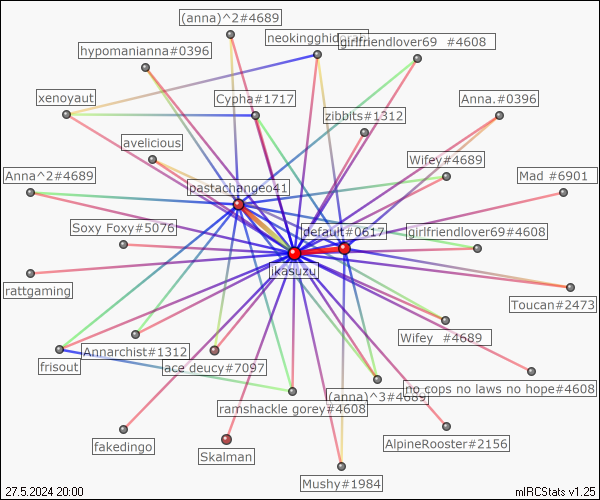 (anna)^2#4689
neokingghidorah
girlfriendlover69 #4608
hypomanianna#0396
xenoyaut
Cypha#1717
Anna.#0396
zibbits#1312
avelicious
Wifey#4689
Anna^2#4689
pastachangeo41
Mad #6901
Soxy Foxy#5076
default#0617
girlfriendlover69#4608
ikasuzu
rattgaming
Toucan#2473
Wifey #4689
frisout
Annarchist#1312
ace deucy#7097
no cops no laws no hope#4608
(anna)^3#4689
ramshackle gorey#4608
fakedingo
AlpineRooster#2156
Skalman
Mushy#1984
27.5.2024 20:00
mIRCStats v1.25